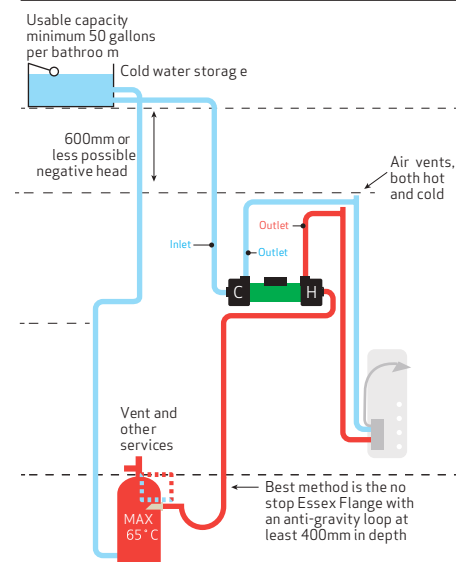 Usable capacity
minimum 50 gallons
per bathroo m
Cold water storag e
600mm or
less possible
negative head
Air vents,
both hot
and cold
Outlet
Inlet
Outlet
C
H
Vent and
other
services
MAX
65°C
Best method is the no
stop Essex Flange with
an anti-gravity loop at
least 400mm in depth